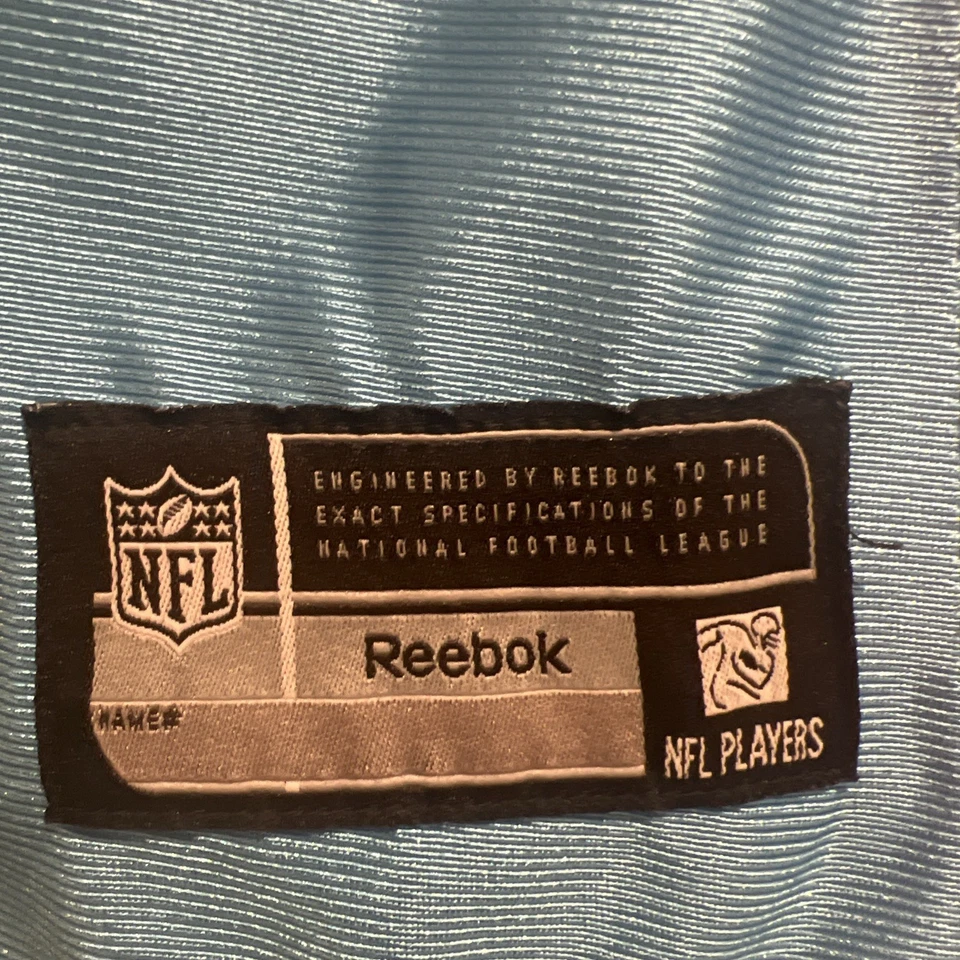 ENGINEERED BY REEBOK TO THE
EXACT SPECIFICATIONS OF THE
NATIONAL FOOTBALL LEAGUE
NFL
Reebok
NAME#
NFL PLAYERS